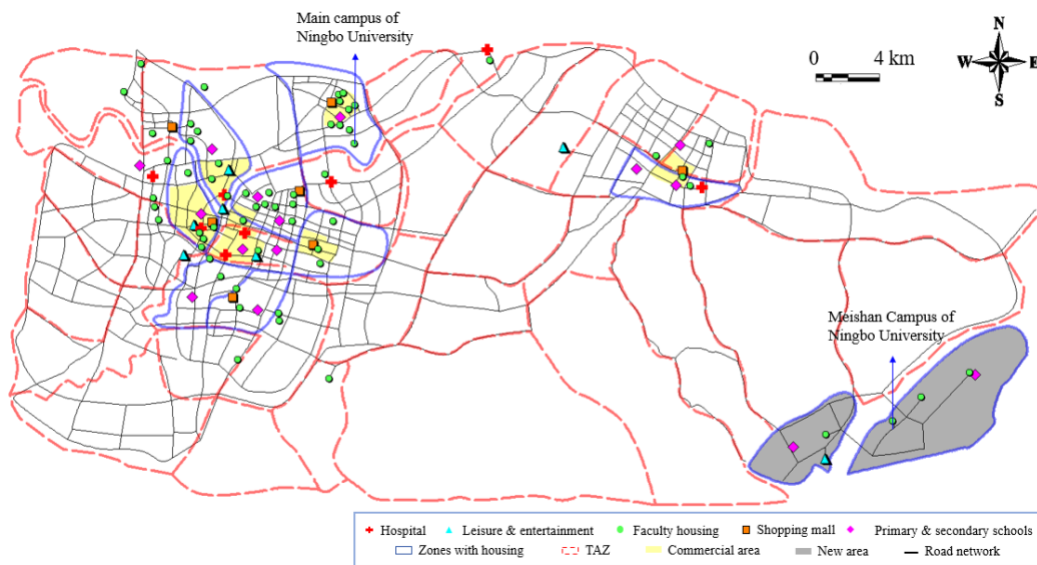 Main campus of
Ningbo University
0 4 km
N
W E
S
Meishan Campus of
Ningbo University
Hospital Leisure & entertainment Faculty housing Shopping mall Primary & secondary schools
Zones with housing TAZ Commercial area New area Road network